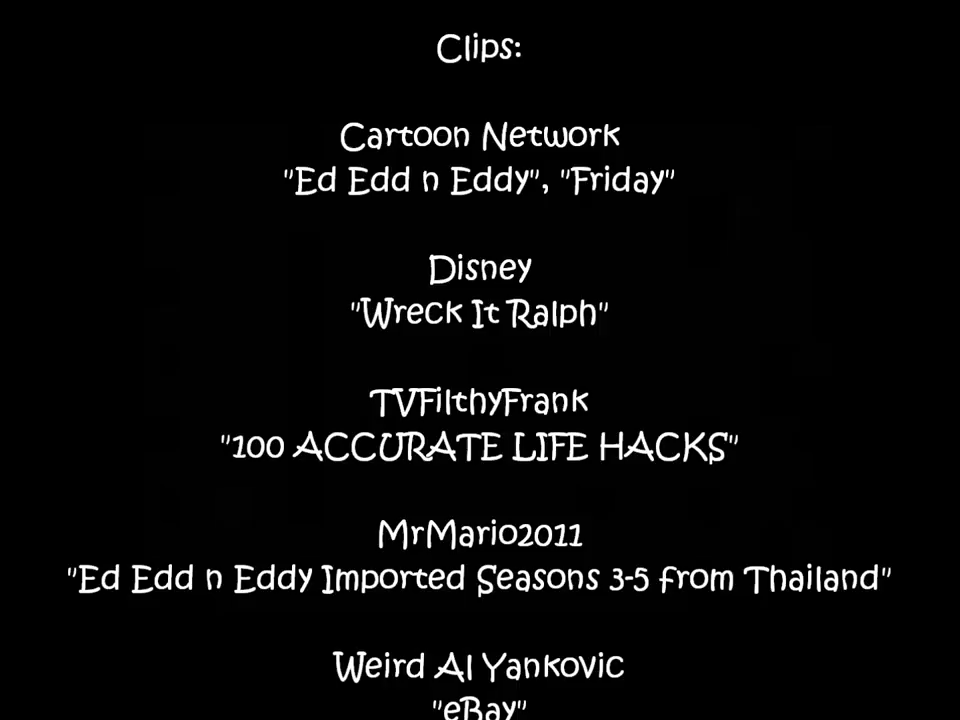 Clips:
Cartoon Network
"Ed Edd n Eddy", "Friday"
Disney
"Wreck It Ralph"
TVFilthyFrank
"100 ACCURATE LIFE HACKS"
MrMario2011
"Ed Edd n Eddy Imported Seasons 3-5 from Thailand"
Weird Al Yankovic
"eBay"